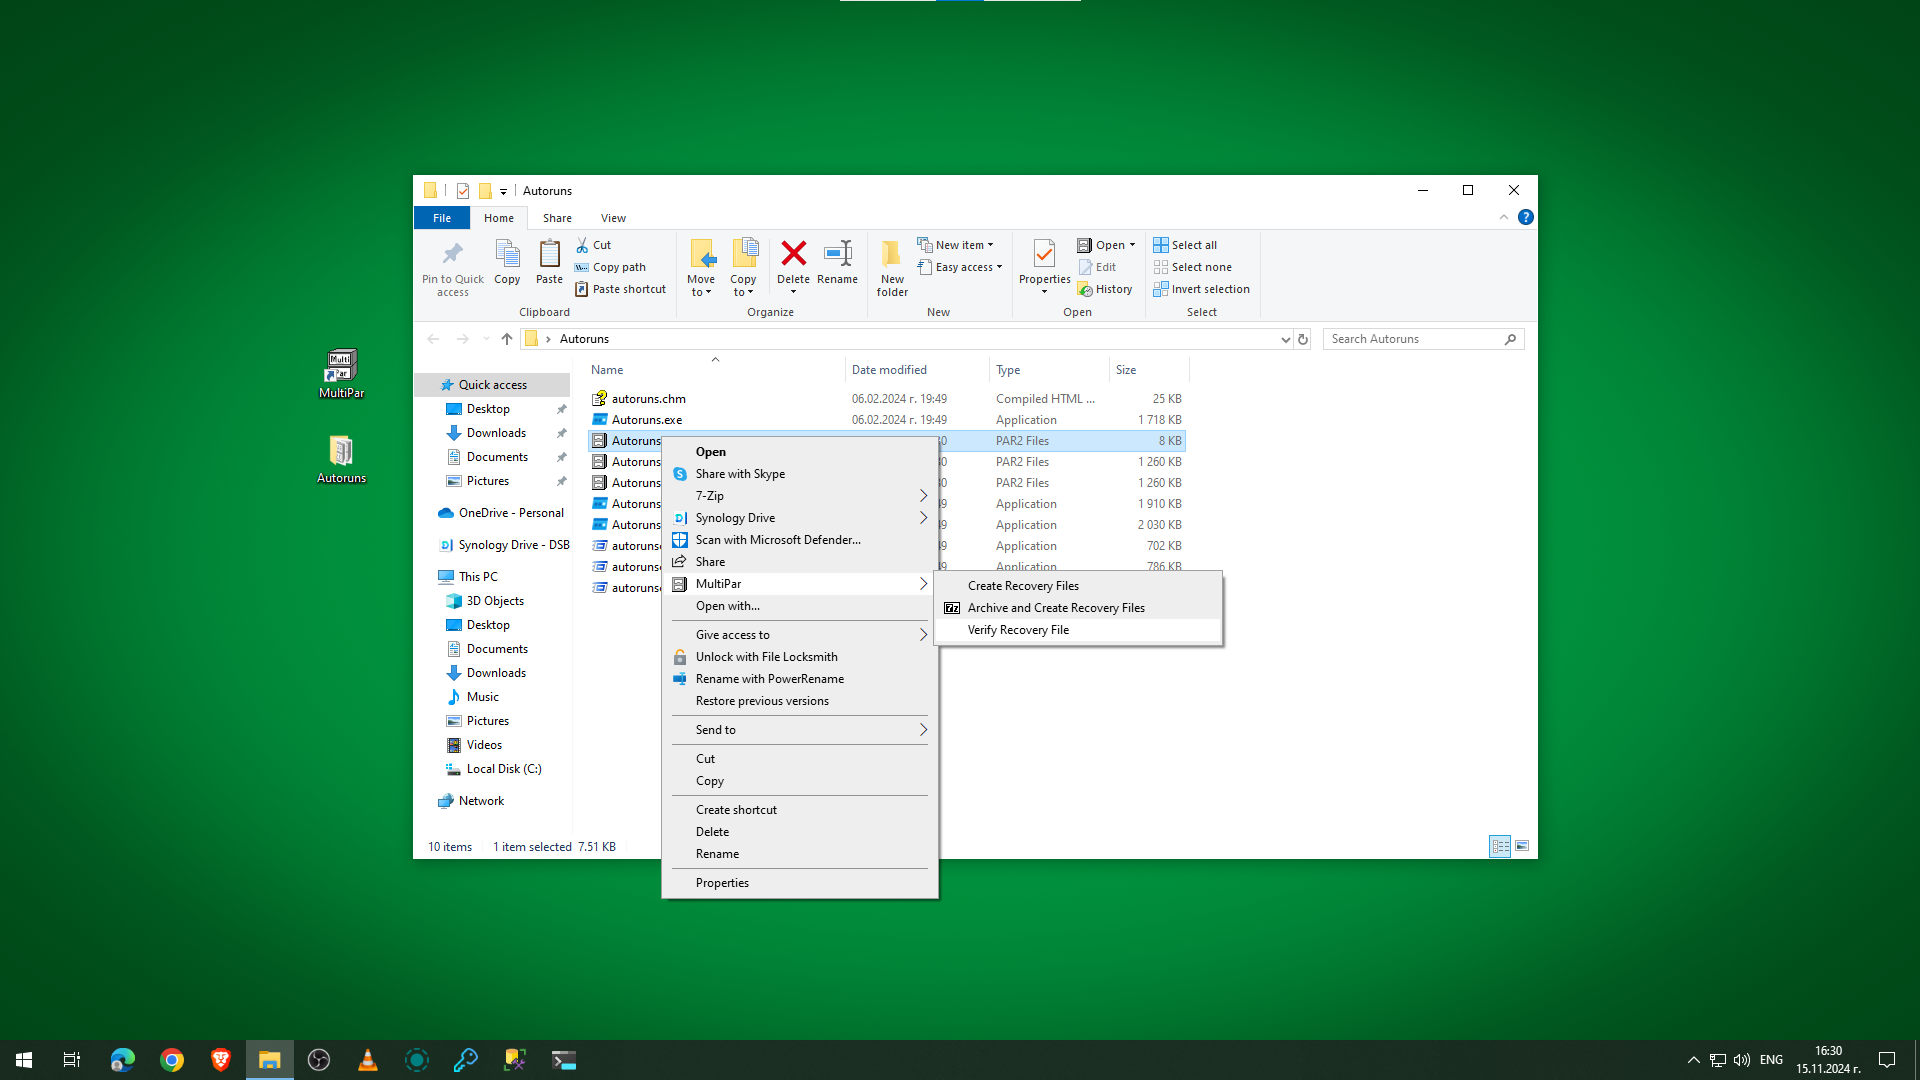 Autoruns
File
Home
Share
View
Pin to Quick access
Copy
Paste
Cut
Copy path
Paste shortcut
Clipboard
Move to
Copy to
Delete
Rename
Organize
New folder
New item
Easy access
New
Properties
Open
Edit
History
Open
Select all
Select none
Invert selection
Select
Autoruns
Search Autoruns
MultiPar
Autoruns
Quick access
Desktop
Downloads
Documents
Pictures
OneDrive - Personal
Synology Drive - DSB
This PC
3D Objects
Desktop
Documents
Downloads
Music
Pictures
Videos
Local Disk (C:)
Network
Name Date modified Type Size
autoruns.chm 06.02.2024 г. 19:49 Compiled HTML ... 25 KB
Autoruns.exe 06.02.2024 г. 19:49 Application 1 718 KB
Autoruns PAR2 Files 8 KB
Autoruns PAR2 Files 1 260 KB
Autoruns PAR2 Files 1 260 KB
Autoruns Application 1 910 KB
Autoruns Application 2 030 KB
autoruns Application 702 KB
autoruns Application 786 KB
autoruns
Open
Share with Skype
7-Zip
Synology Drive
Scan with Microsoft Defender...
Share
MultiPar
Open with...
Give access to
Unlock with File Locksmith
Rename with PowerRename
Restore previous versions
Send to
Cut
Copy
Create shortcut
Delete
Rename
Properties
Create Recovery Files
7z Archive and Create Recovery Files
Verify Recovery File
10 items 1 item selected 7.51 KB
ENG
16:30
15.11.2024 г.